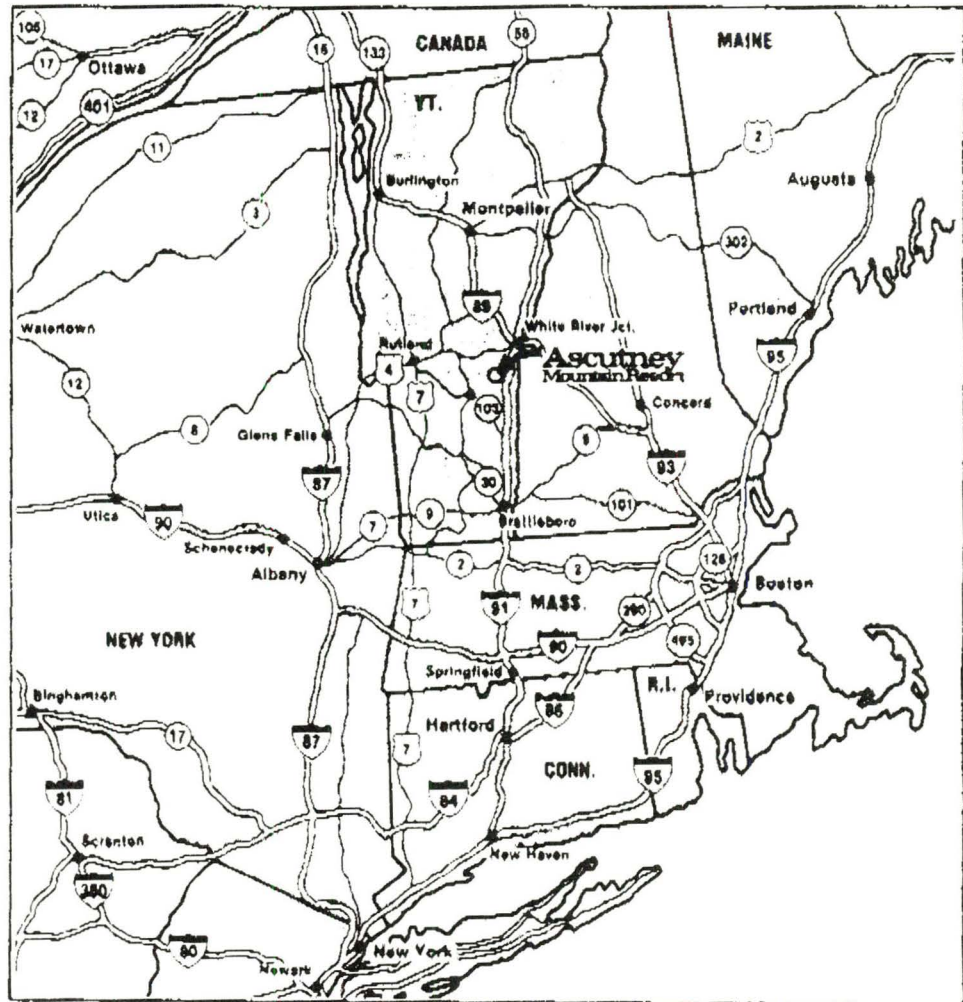 105
16
133
CANADA
55
MAINE
17
Ottawa
401
VT.
12
11
2
Burlington
Augusta
Montpelier
3
302
89
Portland
Watertown
White River Jct.
Rutland
4
Ascutney
Mountain Resort
95
7
12
103
Concord
8
Glens Falls
9
93
87
30
101
Utica
90
7
9
Brattleboro
Schenectady
Albany
2
2
128
Boston
7
91
MASS.
290
NEW YORK
90
495
Springfield
R.I.
Binghamton
Providence
86
17
Hartford
87
7
CONN.
95
81
84
Scranton
New Haven
380
80
New York
Newark